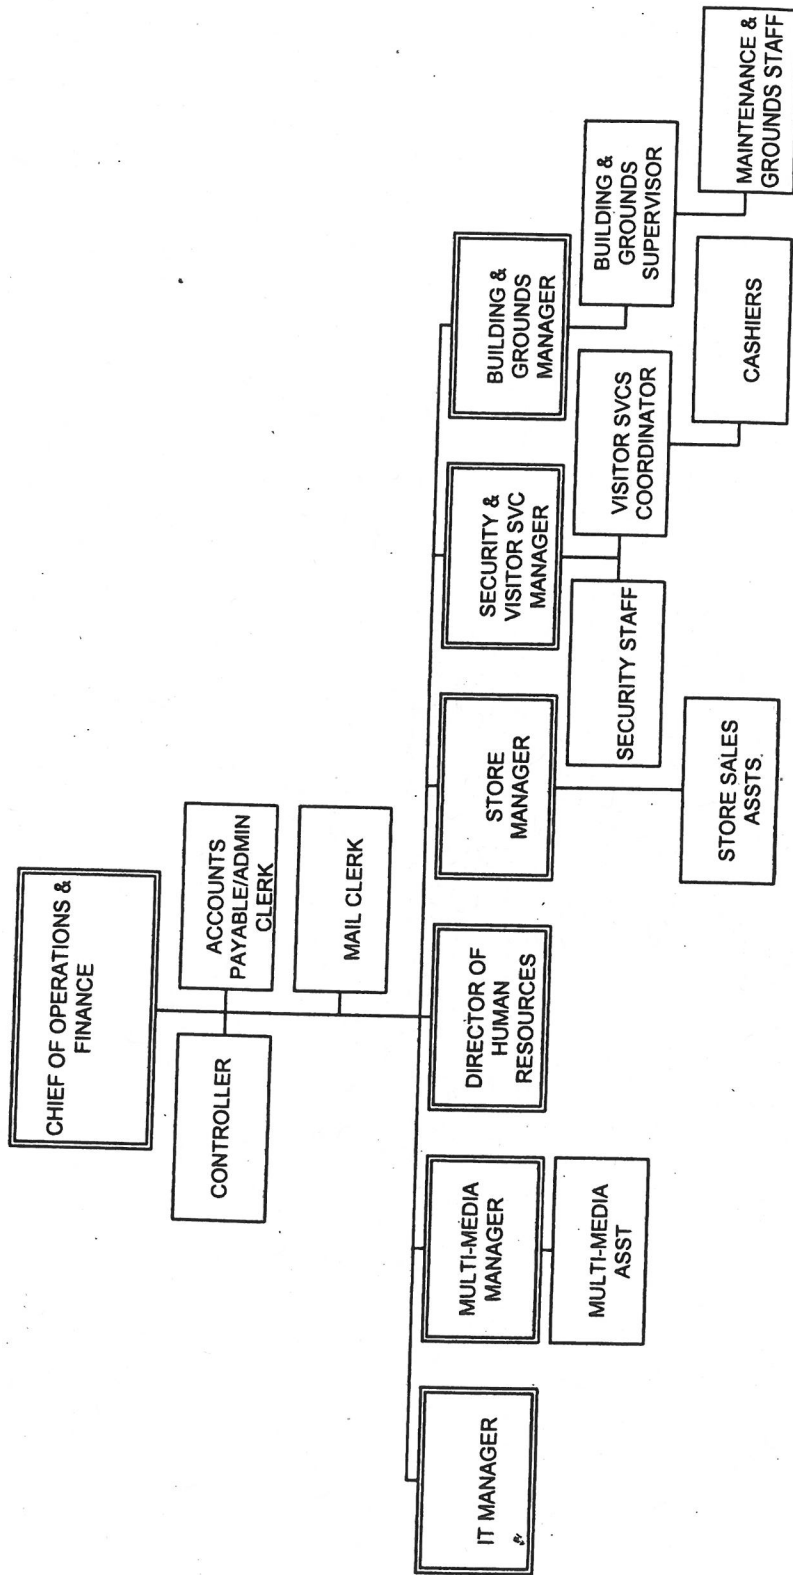 CHIEF OF OPERATIONS &
FINANCE
CONTROLLER
ACCOUNTS
PAYABLE/ADMIN
CLERK
MAIL CLERK
IT MANAGER
MULTI-MEDIA
MANAGER
DIRECTOR OF
HUMAN
RESOURCES
STORE
MANAGER
SECURITY &
VISITOR SVC
MANAGER
BUILDING &
GROUNDS
MANAGER
MULTI-MEDIA
ASST
SECURITY STAFF
VISITOR SVCS
COORDINATOR
BUILDING &
GROUNDS
SUPERVISOR
STORE SALES
ASSTS.
CASHIERS
MAINTENANCE &
GROUNDS STAFF